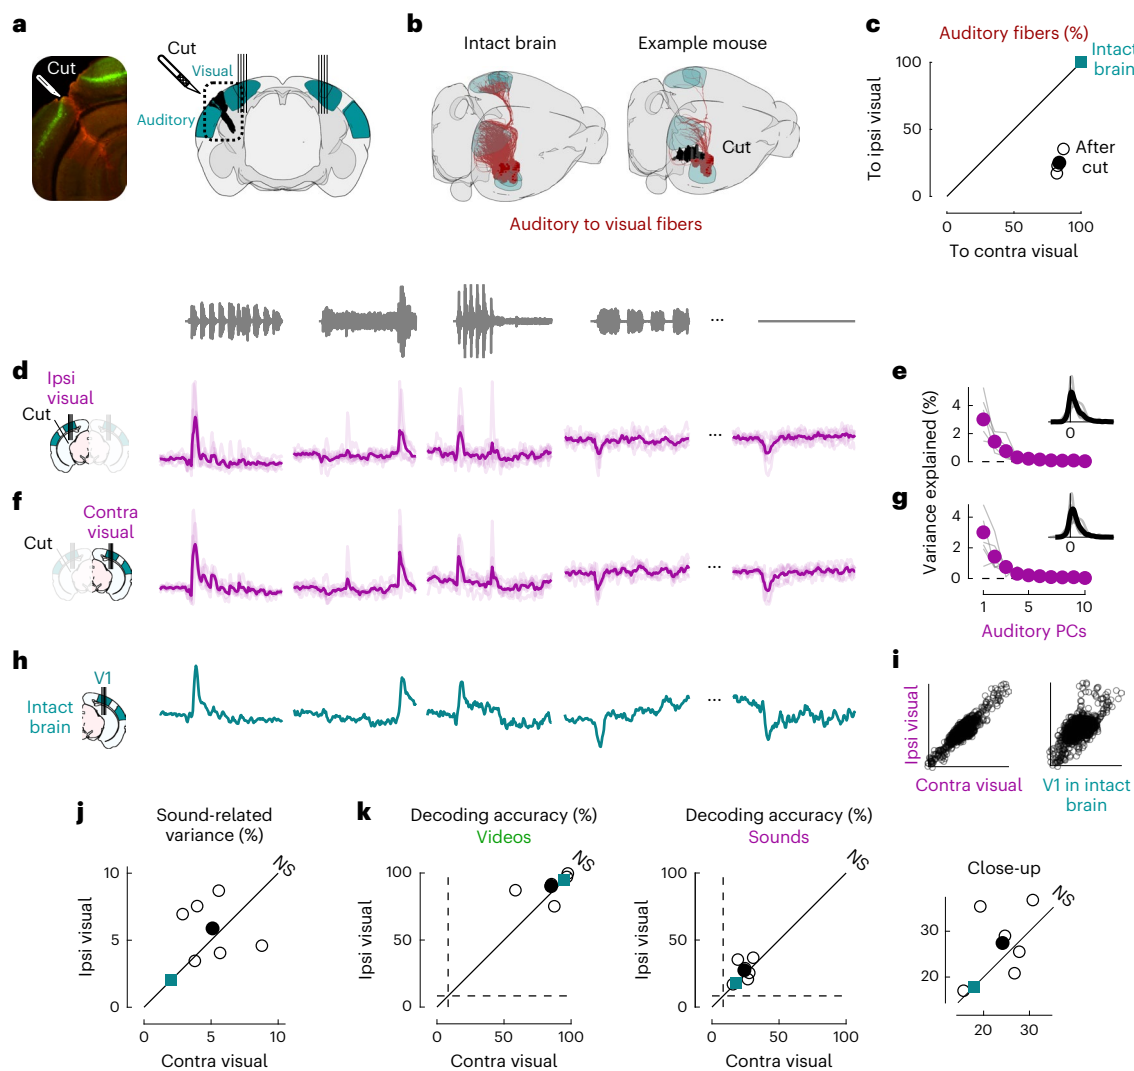 a
Cut
Cut
Visual
Auditory
b
Intact brain
Example mouse
Cut
Auditory to visual fibers
c
Auditory fibers (%)
Intact
brain
100
50
0
To ipsi visual
After
cut
0
50
100
To contra visual
...
d
Ipsi
visual
Cut
...
e
4
2
0
0
Variance explained (%)
f
Contra
visual
Cut
...
g
4
2
0
0
1
5
10
Auditory PCs
h
V1
Intact
brain
...
i
Ipsi visual
Contra visual
V1 in intact
brain
j
Sound-related
variance (%)
NS
10
5
0
Ipsi visual
0
5
10
Contra visual
k
Decoding accuracy (%)
Videos
NS
100
50
0
Ipsi visual
0
50
100
Contra visual
Decoding accuracy (%)
Sounds
NS
100
50
0
Ipsi visual
0
50
100
Contra visual
Close-up
NS
30
20
20
30